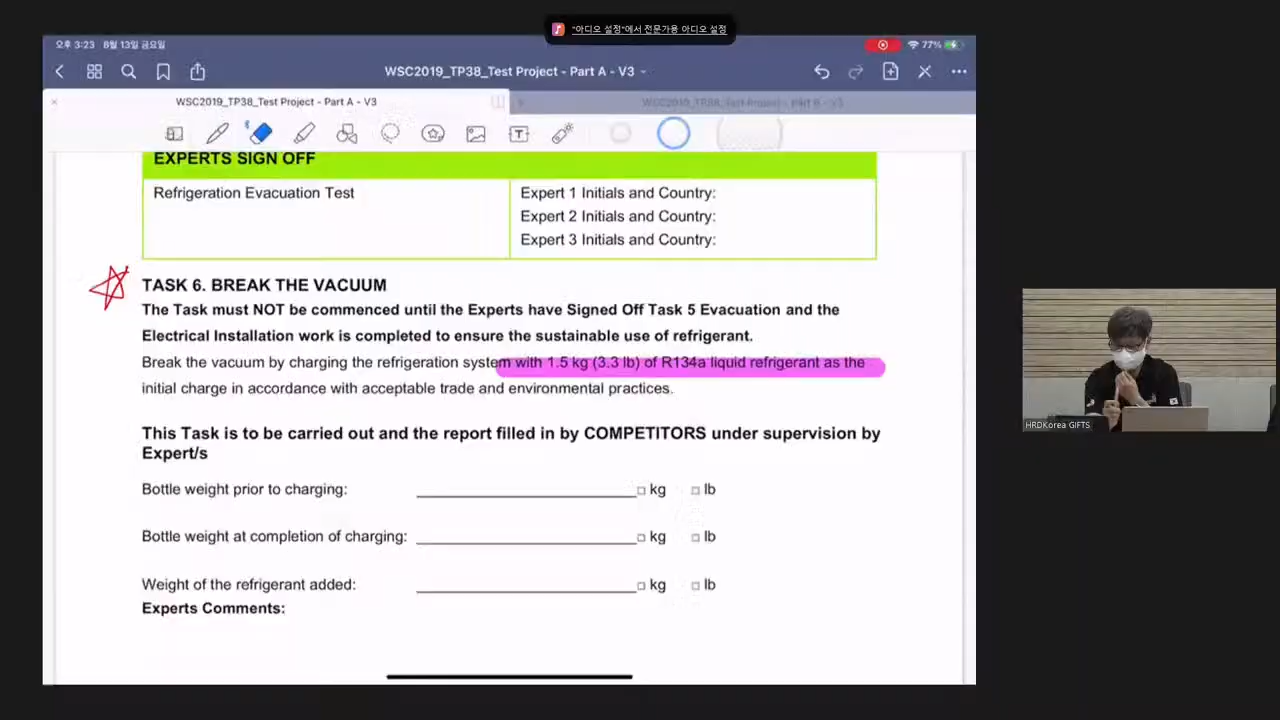 "아디오 설정"에서 전문가용 아디오 설정
오후 3:23 8월 13일 금요일
77%
WSC2019_TP38_Test Project - Part A - V3
WSC2019_TP38_Test Project - Part A - V3
WSC2019_TP38_Test Project - Part B - V3
EXPERTS SIGN OFF
Refrigeration Evacuation Test
Expert 1 Initials and Country:
Expert 2 Initials and Country:
Expert 3 Initials and Country:
TASK 6. BREAK THE VACUUM
The Task must NOT be commenced until the Experts have Signed Off Task 5 Evacuation and the
Electrical Installation work is completed to ensure the sustainable use of refrigerant.
Break the vacuum by charging the refrigeration system with 1.5 kg (3.3 lb) of R134a liquid refrigerant as the
initial charge in accordance with acceptable trade and environmental practices.
This Task is to be carried out and the report filled in by COMPETITORS under supervision by
Expert/s
Bottle weight prior to charging: kg lb
Bottle weight at completion of charging: kg lb
Weight of the refrigerant added: kg lb
Experts Comments:
HRDKorea GIFTS